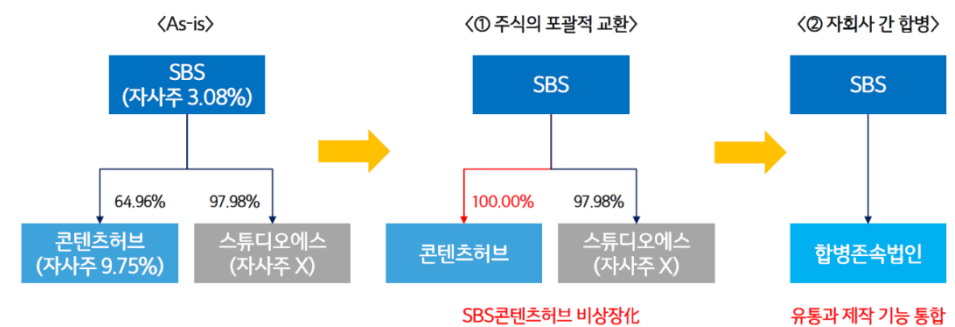 <As-is>
SBS
(자사주 3.08%)
64.96%
97.98%
콘텐츠허브
(자사주 9.75%)
스튜디오에스
(자사주 X)
<① 주식의 포괄적 교환>
SBS
100.00%
97.98%
콘텐츠허브
스튜디오에스
(자사주 X)
SBS콘텐츠허브 비상장化
<② 자회사 간 합병>
SBS
합병존속법인
유통과 제작 기능 통합